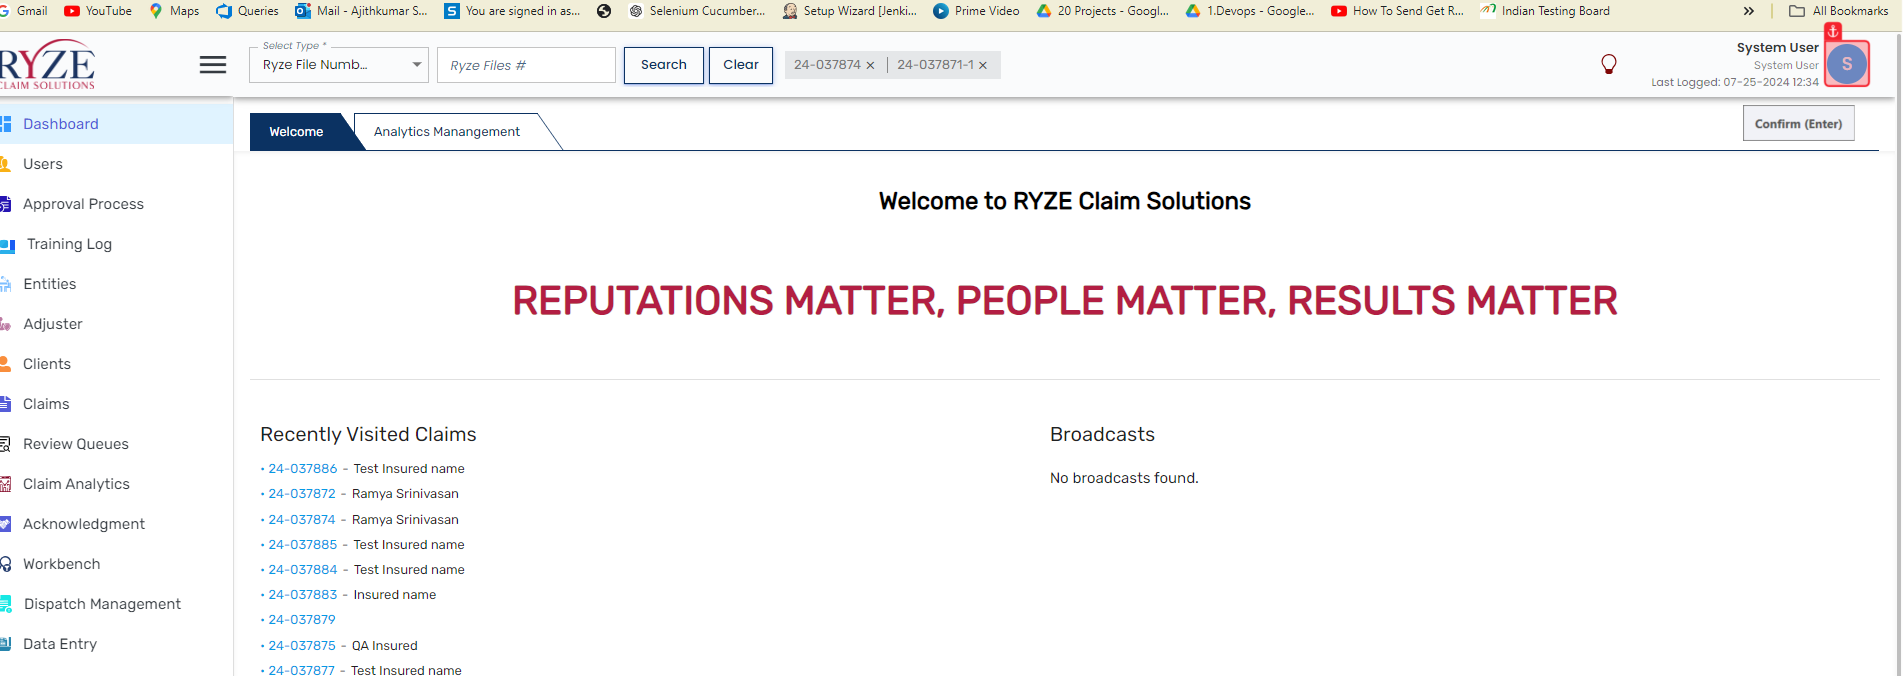 Gmail YouTube Maps Queries Mail - Ajithkumar S... You are signed in as... Selenium Cucumber... Setup Wizard [Jenki... Prime Video 20 Projects - Googl... 1.Devops - Google... How To Send Get R... Indian Testing Board » All Bookmarks
RYZE
CLAIM SOLUTIONS
Select Type *
Ryze File Numb...
Ryze Files #
Search
Clear
24-037874 × | 24-037871-1 ×
System User
System User
Last Logged: 07-25-2024 12:34
S
Dashboard
Users
Approval Process
Training Log
Entities
Adjuster
Clients
Claims
Review Queues
Claim Analytics
Acknowledgment
Workbench
Dispatch Management
Data Entry
Welcome
Analytics Mangement
Confirm (Enter)
Welcome to RYZE Claim Solutions
REPUTATIONS MATTER, PEOPLE MATTER, RESULTS MATTER
Recently Visited Claims
• 24-037886 - Test Insured name
• 24-037872 - Ramya Srinivasan
• 24-037874 - Ramya Srinivasan
• 24-037885 - Test Insured name
• 24-037884 - Test Insured name
• 24-037883 - Insured name
• 24-037879
• 24-037875 - QA Insured
• 24-037877 - Test Insured name
Broadcasts
No broadcasts found.